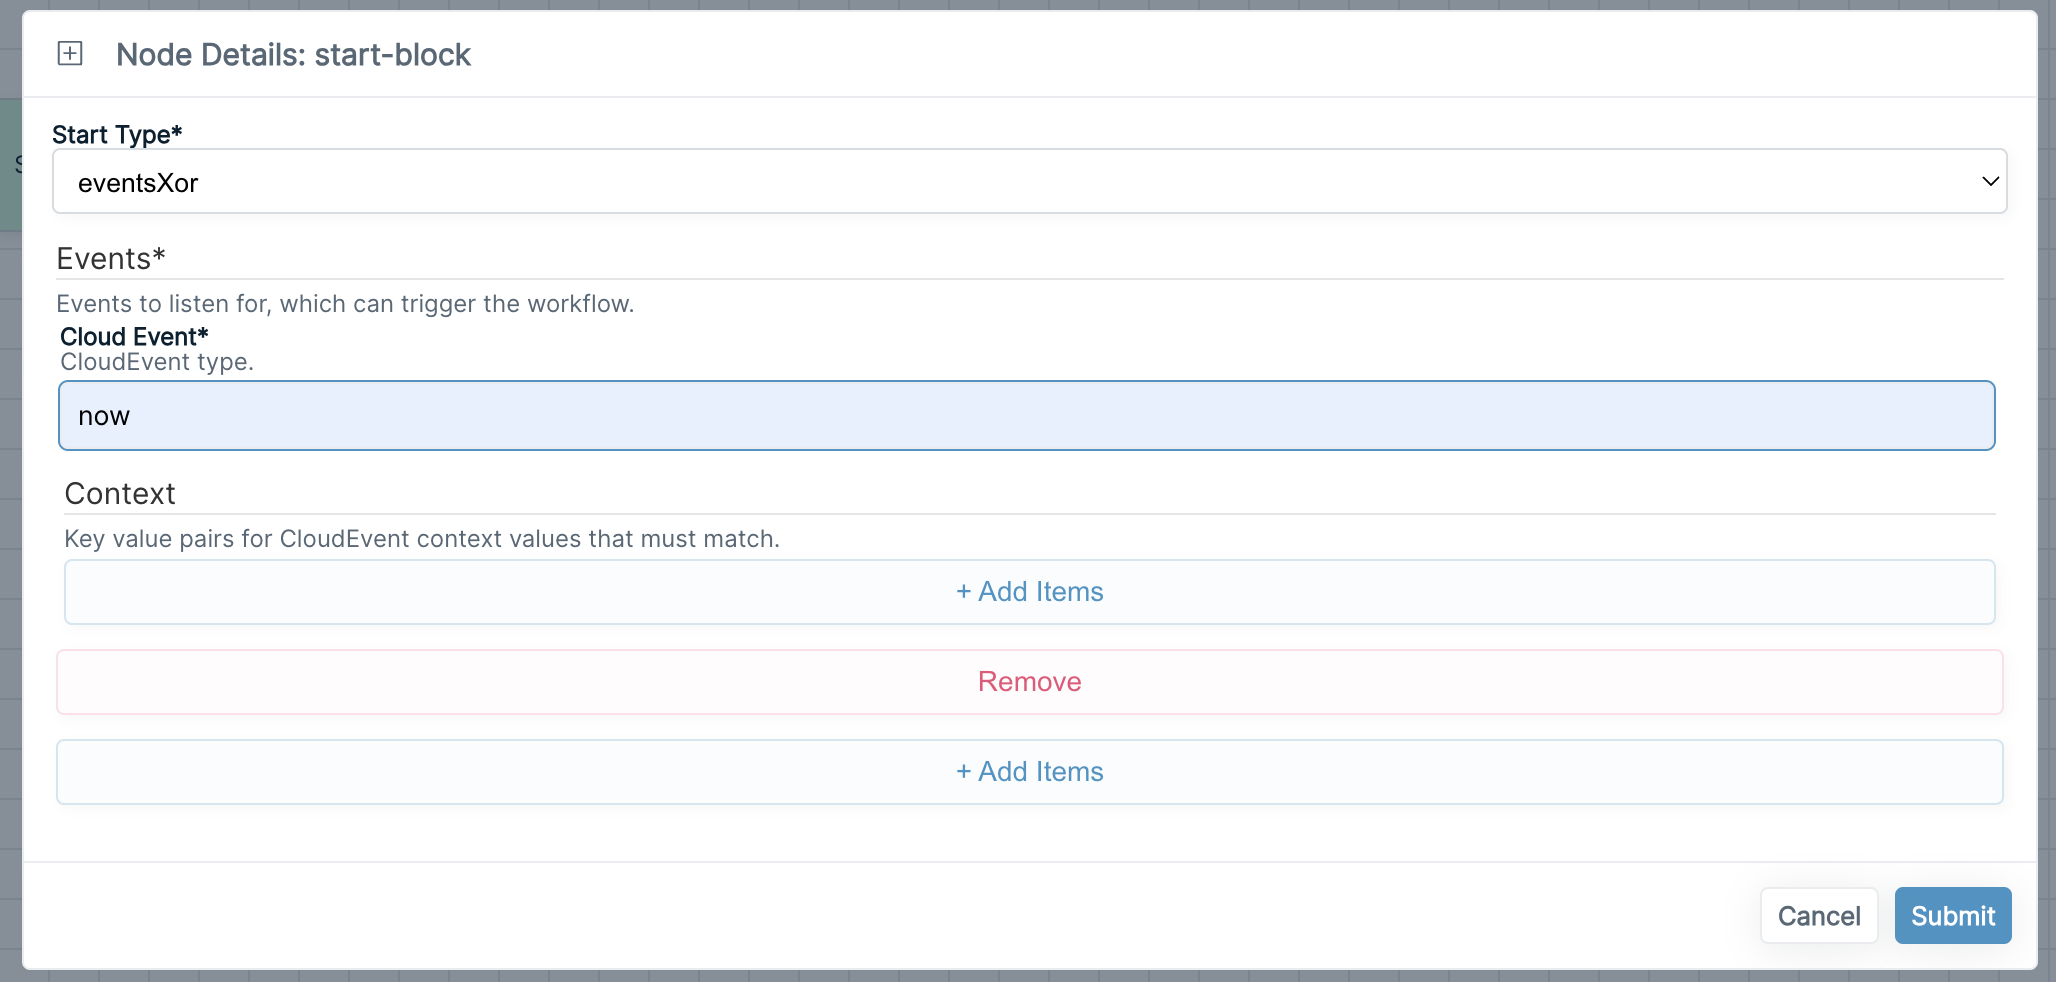 Node Details: start-block
Start Type*
eventsXor
Events*
Events to listen for, which can trigger the workflow.
Cloud Event*
CloudEvent type.
now
Context
Key value pairs for CloudEvent context values that must match.
+ Add Items
Remove
+ Add Items
Cancel
Submit